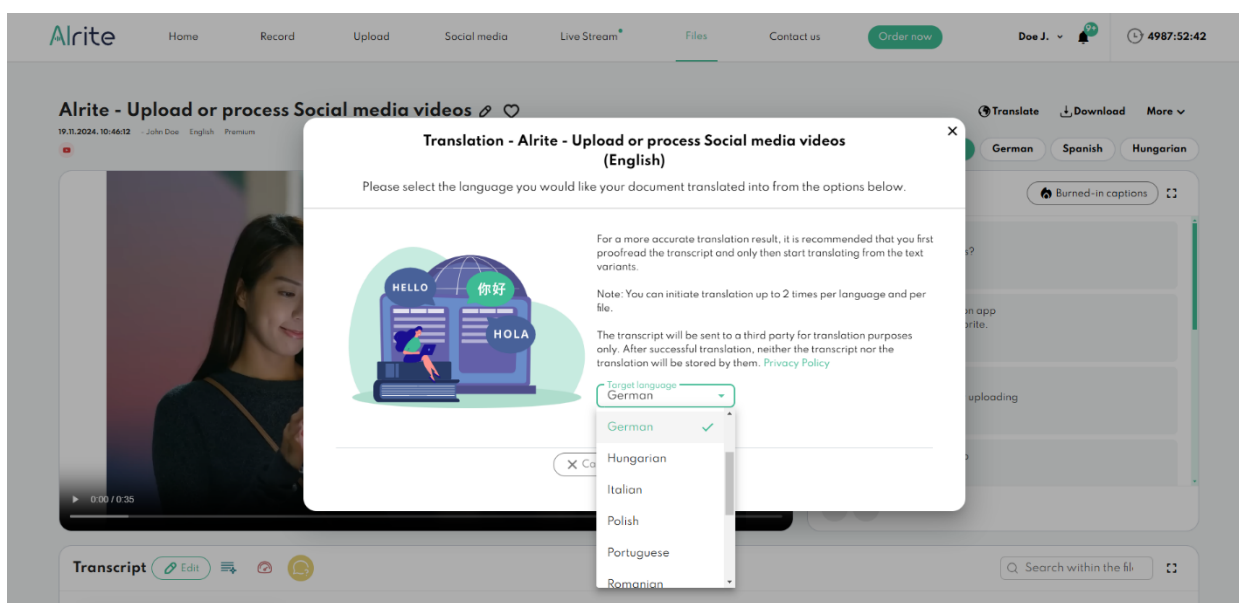 Alrite Home Record Upload Social media Live Stream* Files Contact us Order now Doe J. 9+ 4987:52:42
Alrite - Upload or process Social media videos
Translate Download More
19.11.2024. 10:46:12 - John Doe English Premium
German Spanish Hungarian
Translation - Alrite - Upload or process Social media videos
(English)
Please select the language you would like your document translated into from the options below.
Burned-in captions
For a more accurate translation result, it is recommended that you first
proofread the transcript and only then start translating from the text
variants.
Note: You can initiate translation up to 2 times per language and per
file.
The transcript will be sent to a third party for translation purposes
only. After successful translation, neither the transcript nor the
translation will be stored by them. Privacy Policy
HELLO
你好
HOLA
Target language
German
German
Hungarian
Italian
Polish
Portuguese
Romanian
uploading
0:00 / 0:35
Transcript Edit
Search within the